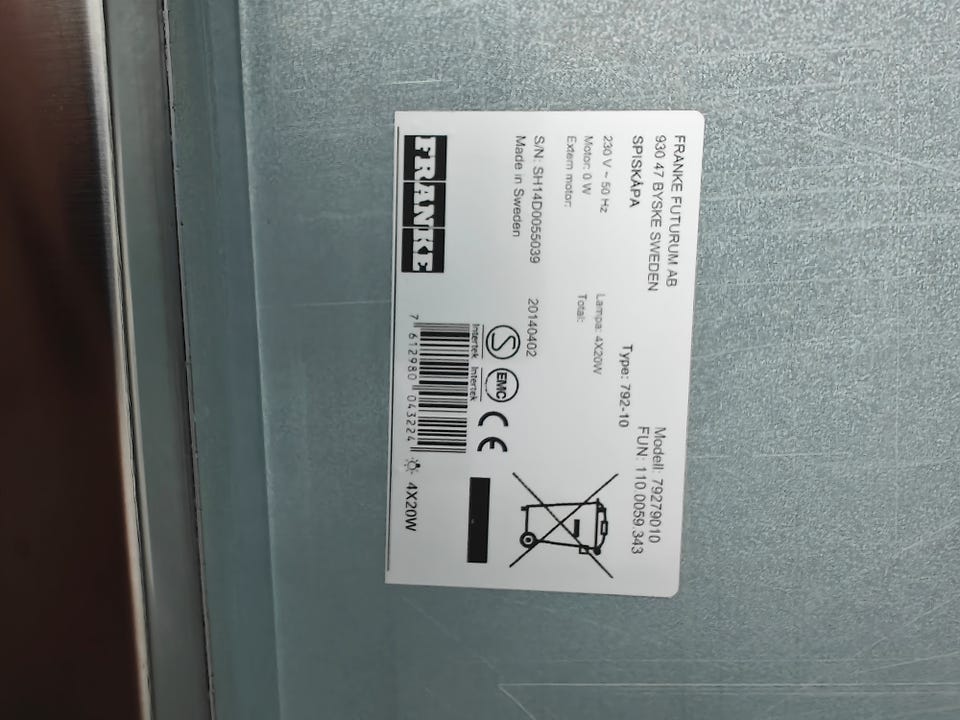 FRANKE FUTURUM AB
930 47 BYSKE SWEDEN
SPISKÅPA
Modell: 79279010
FUN: 110.0059.343
Type: 792-10
230 V ~ 50 Hz
Motor: 0 W
Extern motor:
Lampa: 4X20W
Total:
S/N: SH14D0055039
20140402
Made in Sweden
S
EMC
CE
Intertek Intertek
FRANKE
7 612980 043224
4X20W